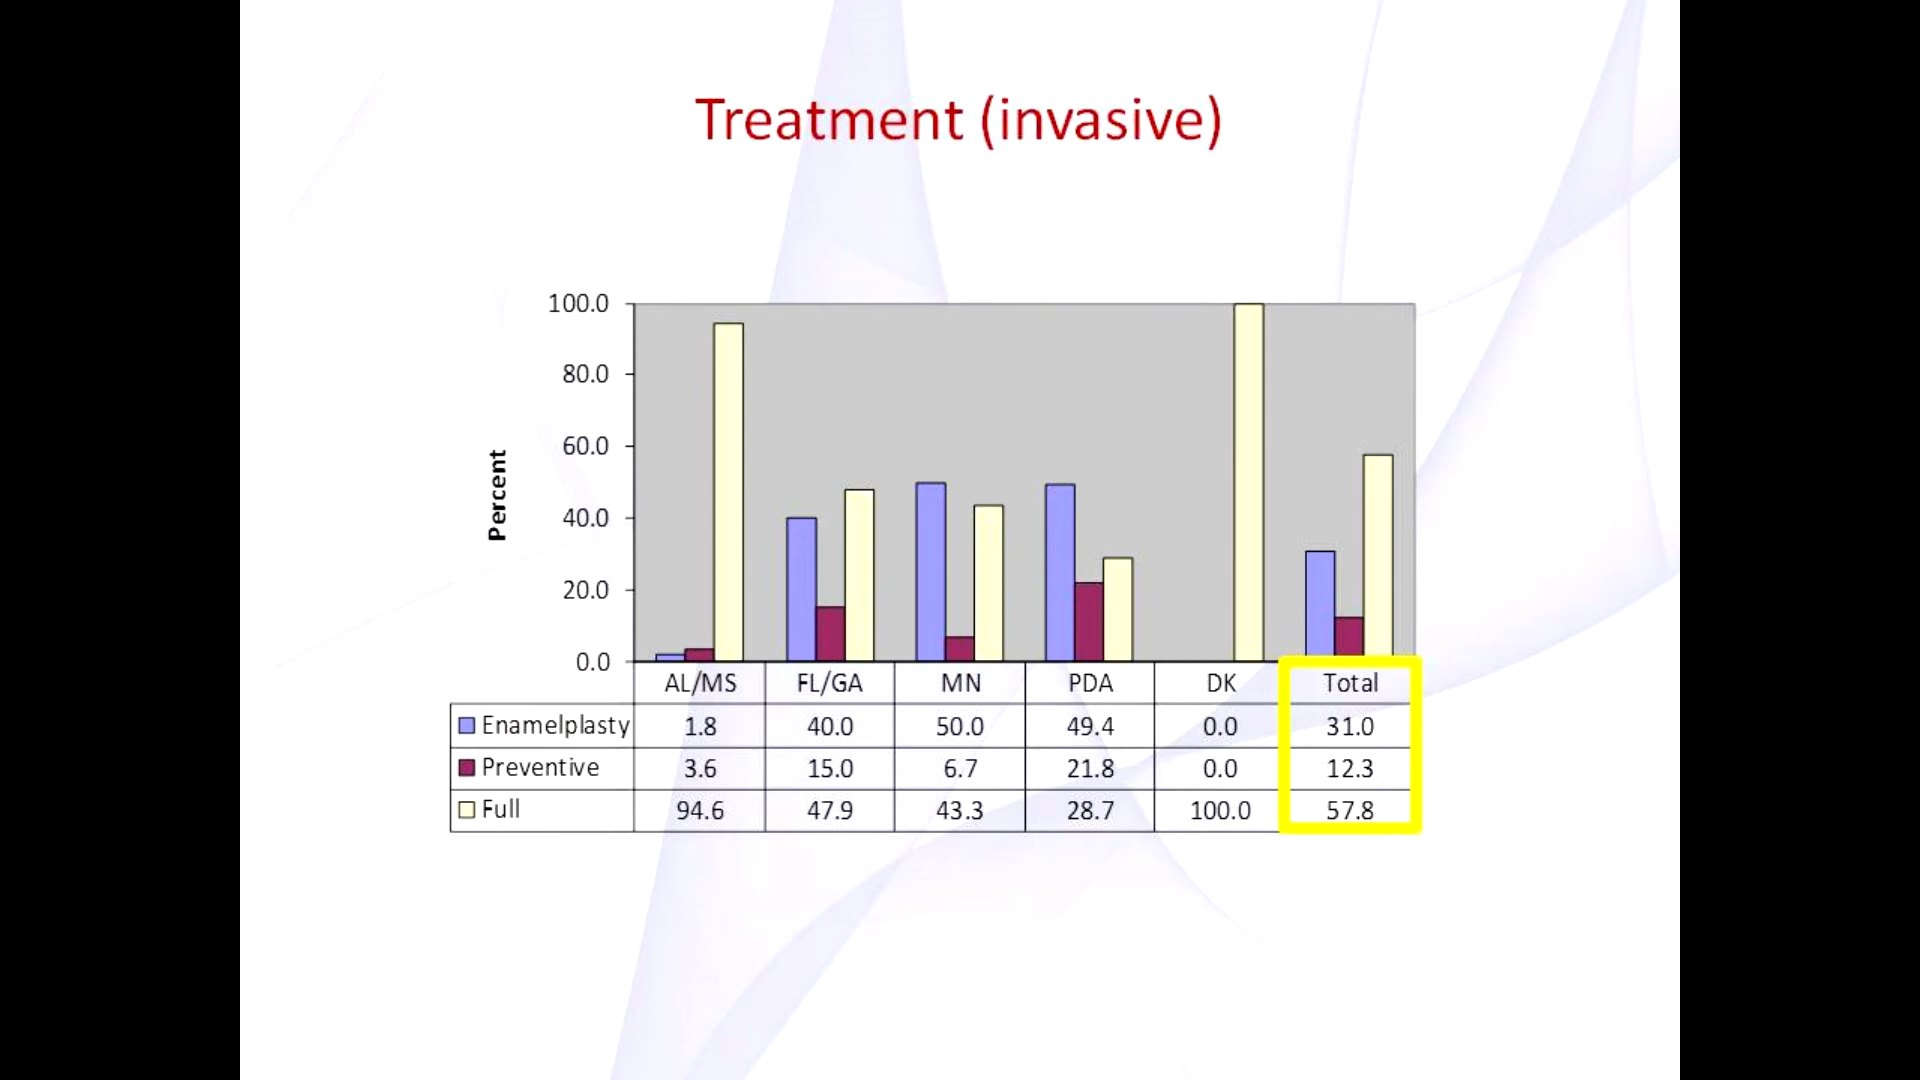 Treatment (invasive)
Percent
100.0
80.0
60.0
40.0
20.0
0.0
AL/MS FL/GA MN PDA DK Total
Enamelplasty 1.8 40.0 50.0 49.4 0.0 31.0
Preventive 3.6 15.0 6.7 21.8 0.0 12.3
Full 94.6 47.9 43.3 28.7 100.0 57.8